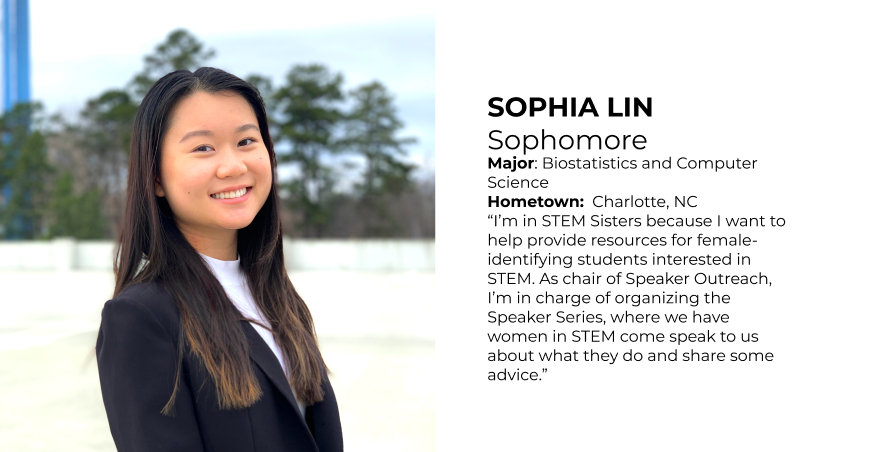 SOPHIA LIN
Sophomore
Major: Biostatistics and Computer
Science
Hometown:  Charlotte, NC
“I’m in STEM Sisters because I want to
help provide resources for female-
identifying students interested in
STEM. As chair of Speaker Outreach,
I’m in charge of organizing the
Speaker Series, where we have
women in STEM come speak to us
about what they do and share some
advice.”